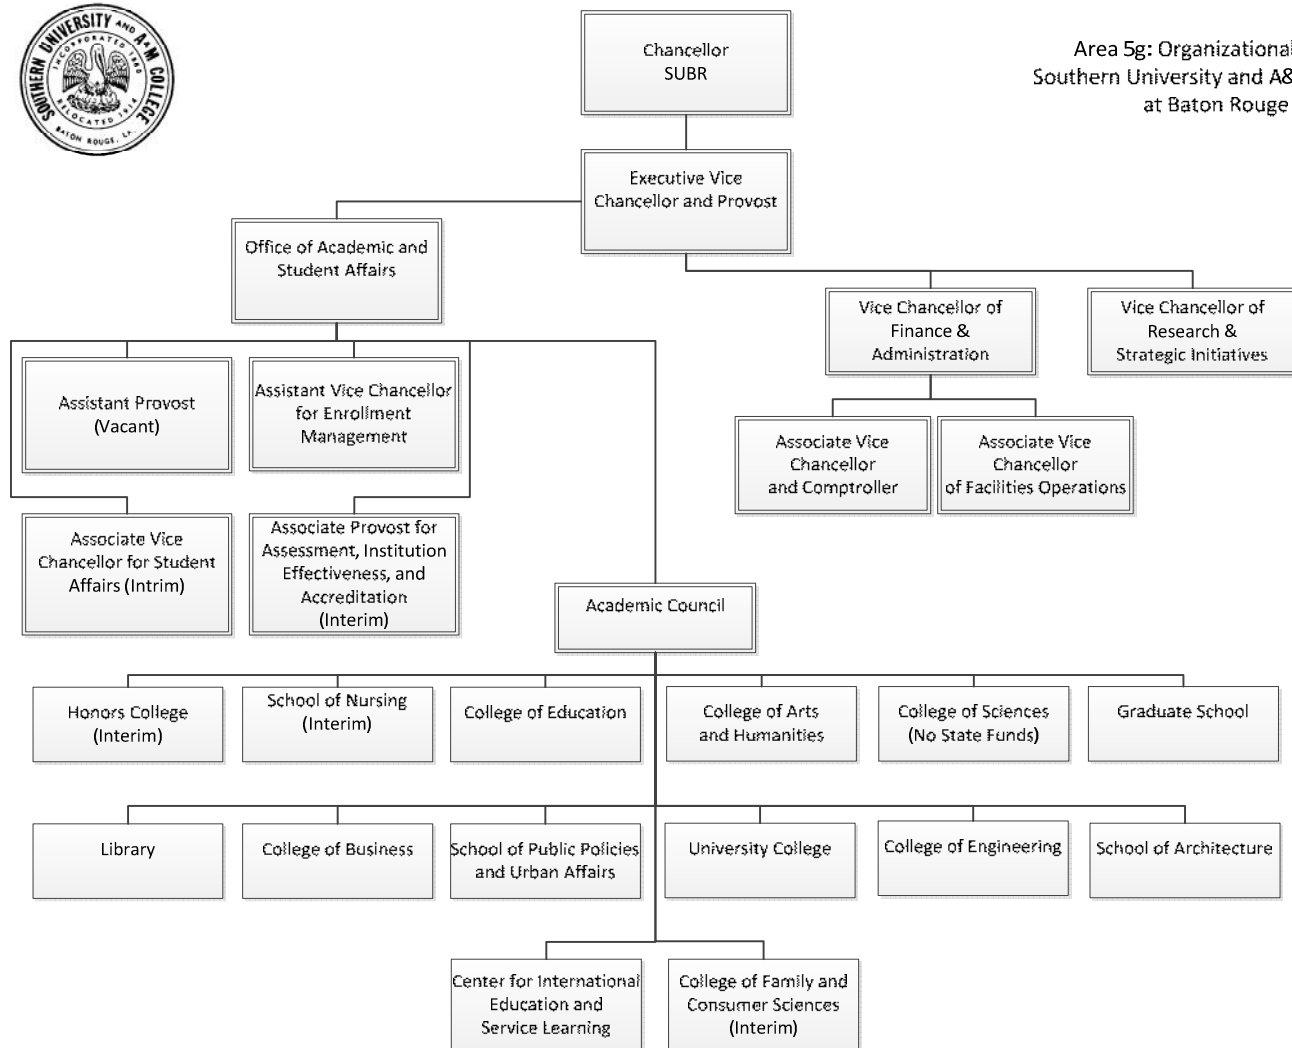 SOUTHERN UNIVERSITY AND A&M COLLEGE
INCORPORATED 1880
RELOCATED 1914
BATON ROUGE, LA.
Chancellor
SUBR
Area 5g: Organizational
Southern University and A&
at Baton Rouge
Executive Vice
Chancellor and Provost
Office of Academic and
Student Affairs
Vice Chancellor of
Finance &
Administration
Vice Chancellor of
Research &
Strategic Initiatives
Assistant Provost
(Vacant)
Assistant Vice Chancellor
for Enrollment
Management
Associate Vice
Chancellor
and Comptroller
Associate Vice
Chancellor
of Facilities Operations
Associate Vice
Chancellor for Student
Affairs (Intrim)
Associate Provost for
Assessment, Institution
Effectiveness, and
Accreditation
(Interim)
Academic Council
Honors College
(Interim)
School of Nursing
(Interim)
College of Education
College of Arts
and Humanities
College of Sciences
(No State Funds)
Graduate School
Library
College of Business
School of Public Policies
and Urban Affairs
University College
College of Engineering
School of Architecture
Center for International
Education and
Service Learning
College of Family and
Consumer Sciences
(Interim)